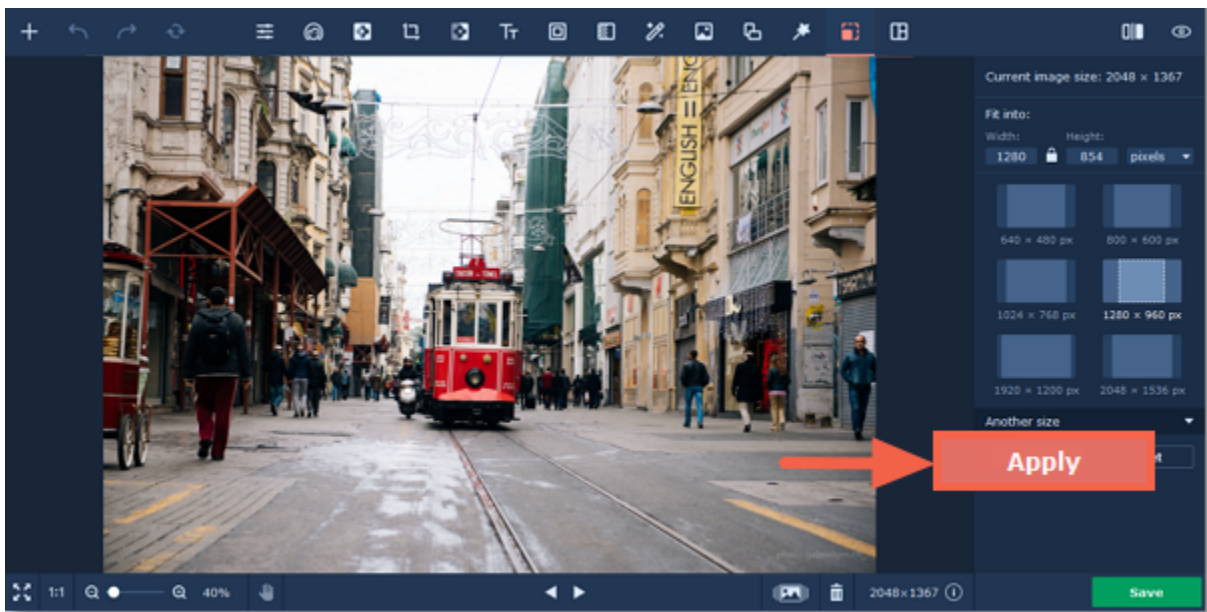 Tт
Current image size: 2048 × 1367
Fit into:
Width: Height:
1280 854 pixels
640 × 480 px 800 × 600 px
1024 × 768 px 1280 × 960 px
1920 × 1200 px 2048 × 1536 px
Another size
Apply
ENGLISH = ENG
1:1 40% 2048×1367
Save